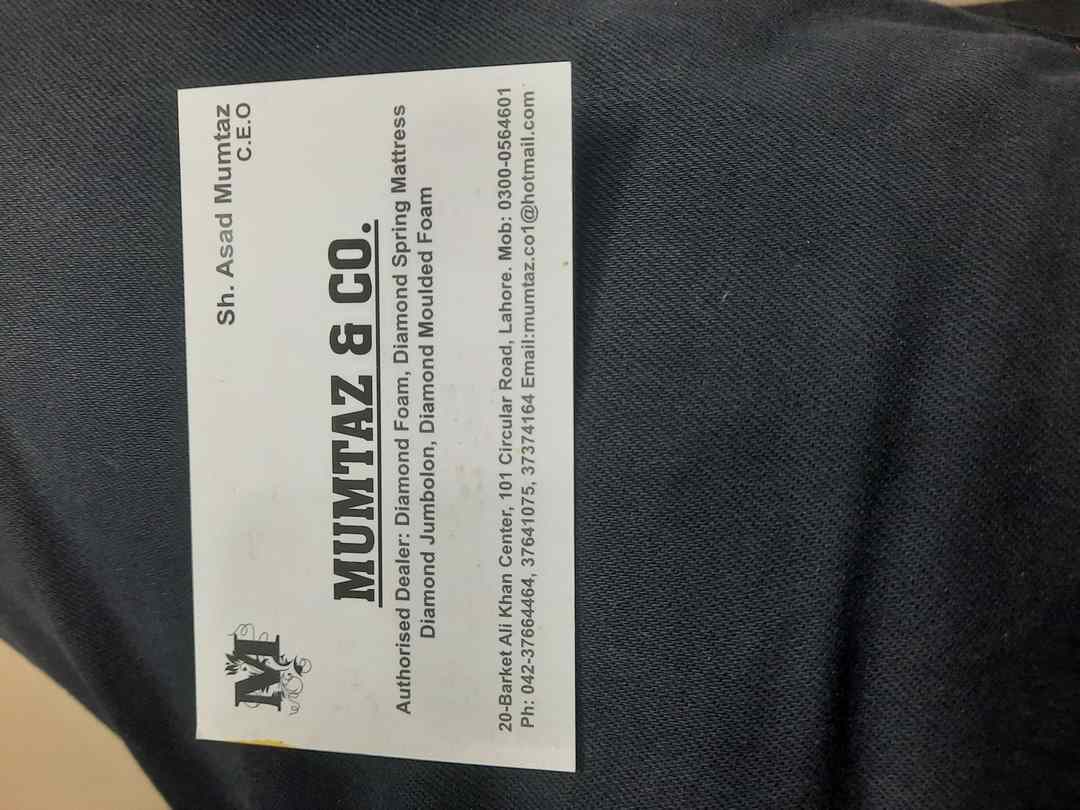 M
Sh. Asad Mumtaz
C.E.O
MUMTAZ & CO.
Authorised Dealer: Diamond Foam, Diamond Spring Mattress
Diamond Jumbolon, Diamond Moulded Foam
20-Barket Ali Khan Center, 101 Circular Road, Lahore. Mob: 0300-0564601
Ph: 042-37664464, 37641075, 37374164 Email:mumtaz.co1@hotmail.com